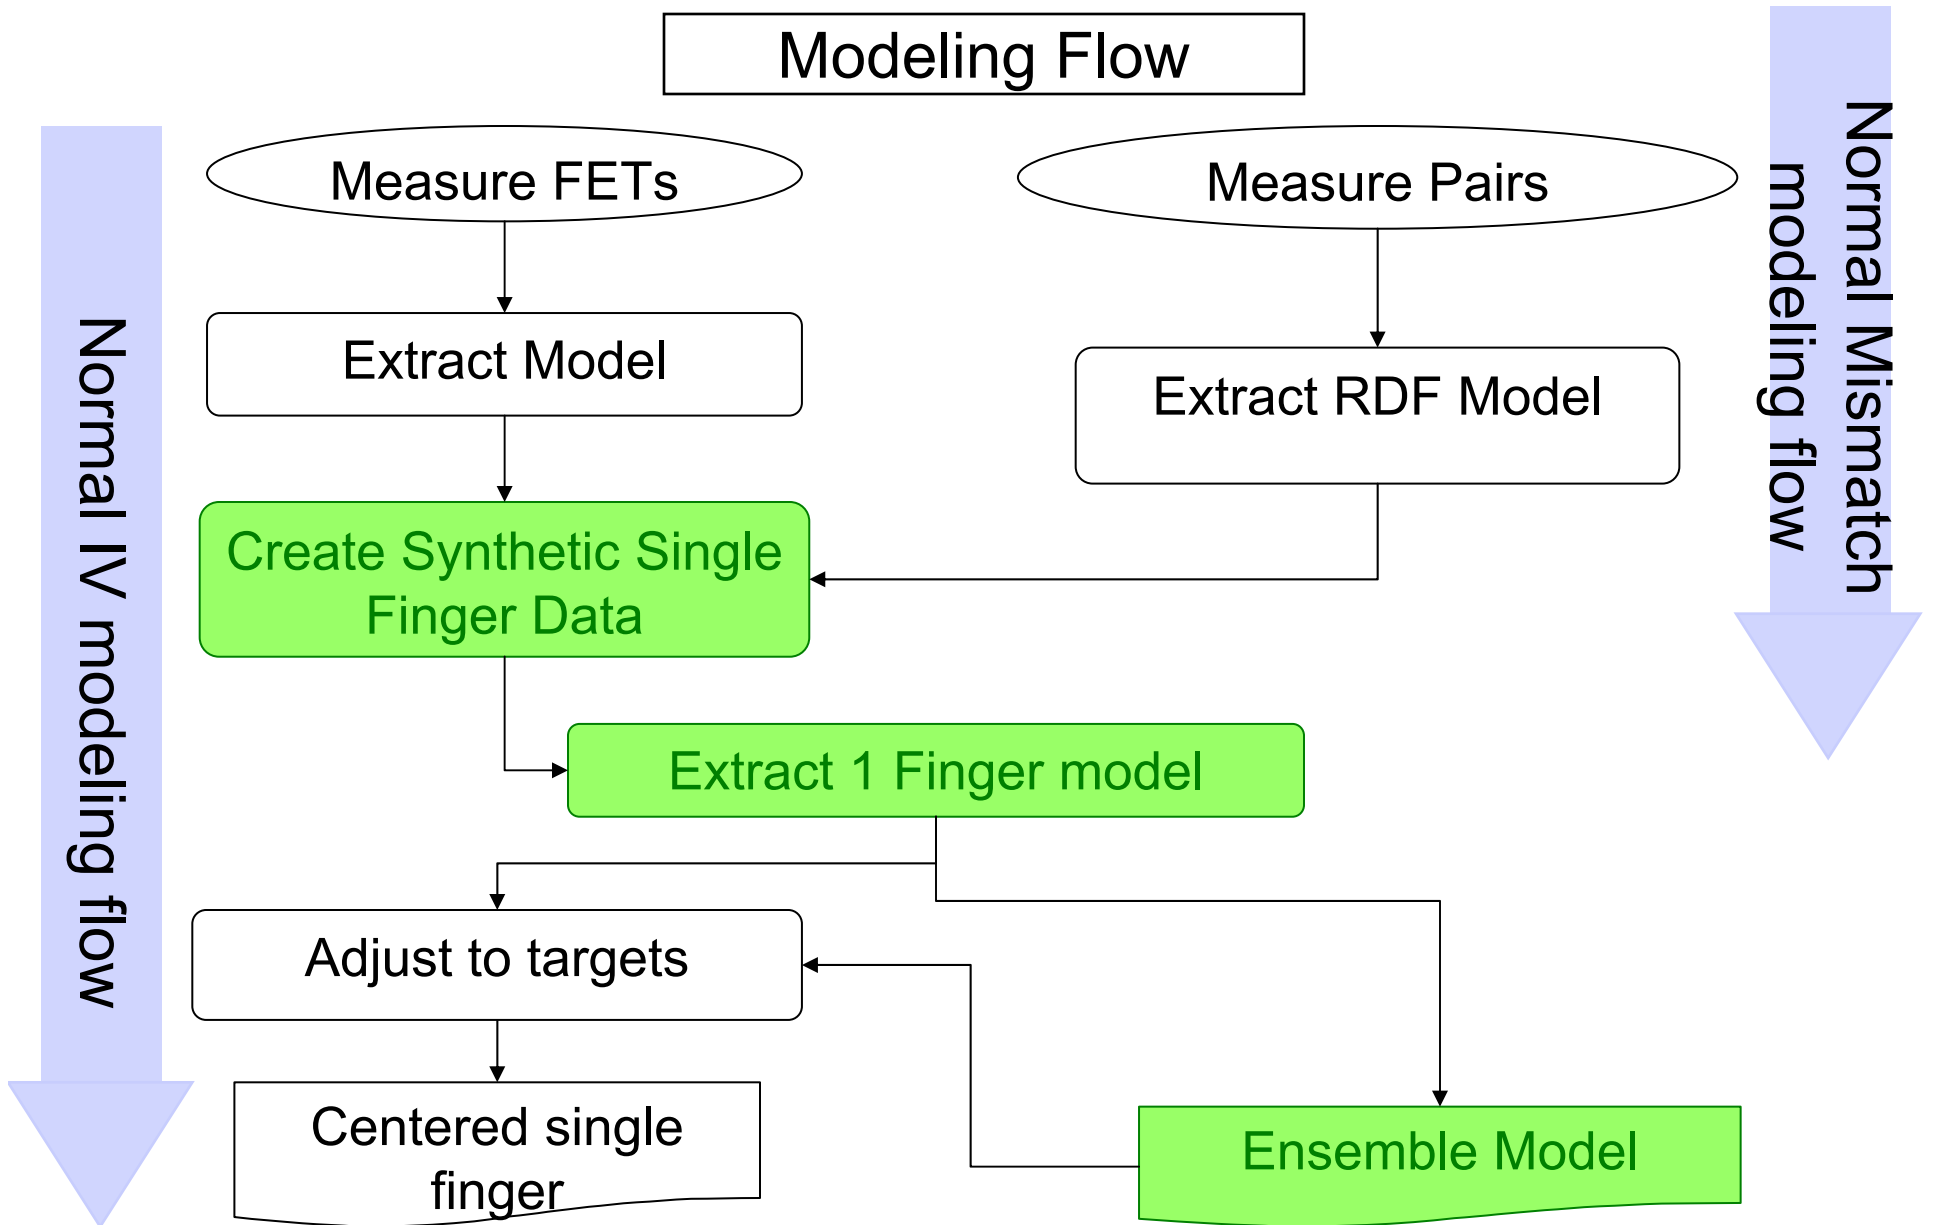 Modeling Flow
Measure FETs
Measure Pairs
Normal Mismatch
modeling flow
Extract Model
Extract RDF Model
Normal IV modeling flow
Create Synthetic Single
Finger Data
Extract 1 Finger model
Adjust to targets
Centered single
finger
Ensemble Model